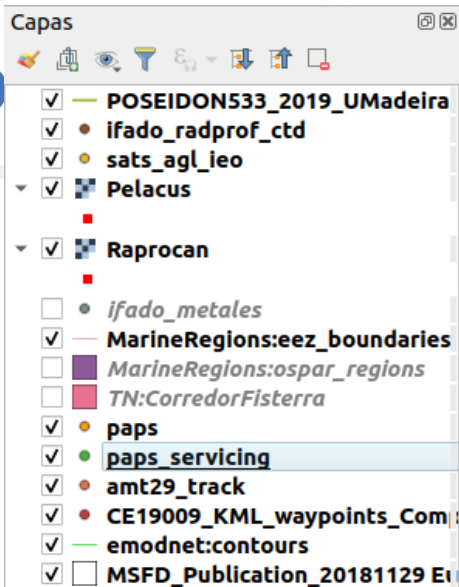 Capas
POSEIDON533_2019_UMadeira
ifado_radprof_ctd
sats_agl_ieo
Pelacus
Raprocan
ifado_metales
MarineRegions:eez_boundaries
MarineRegions:ospar_regions
TN:CorredorFisterra
paps
paps_servicing
amt29_track
CE19009_KML_waypoints_Com
emodnet:contours
MSFD_Publication_20181129 Eu